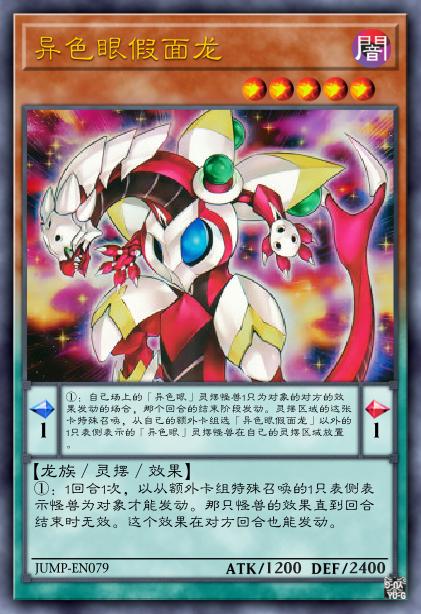 异色眼假面龙
闇
①：自己场上的「异色眼」灵摆怪兽1只为对象的对方的效
果发动的场合，那个回合的结束阶段发动。灵摆区域的这张
卡特殊召唤，从自己的额外卡组选「异色眼假面龙」以外的
1只表侧表示的「异色眼」灵摆怪兽在自己的灵摆区域放置
。
1
1
【龙族／灵摆／效果】
①：1回合1次，以从额外卡组特殊召唤的1只表侧表
示怪兽为对象才能发动。那只怪兽的效果直到回合
结束时无效。这个效果在对方回合也能发动。
ATK/1200 DEF/2400
JUMP-EN079